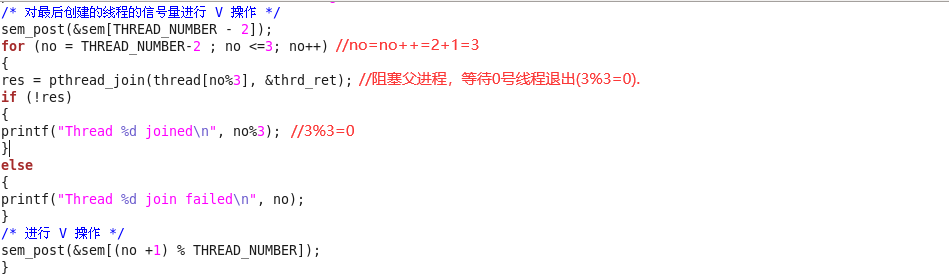 /* 对最后创建的线程的信号量进行 V 操作 */
sem_post(&sem[THREAD_NUMBER - 2]);
for (no = THREAD_NUMBER-2 ; no <=3; no++) //no=no++=2+1=3
{
res = pthread_join(thread[no%3], &thrd_ret); //阻塞父进程，等待0号线程退出(3%3=0).
if (!res)
{
printf("Thread %d joined\n", no%3); //3%3=0
}
else
{
printf("Thread %d join failed\n", no);
}
/* 进行 V 操作 */
sem_post(&sem[(no +1) % THREAD_NUMBER]);
}